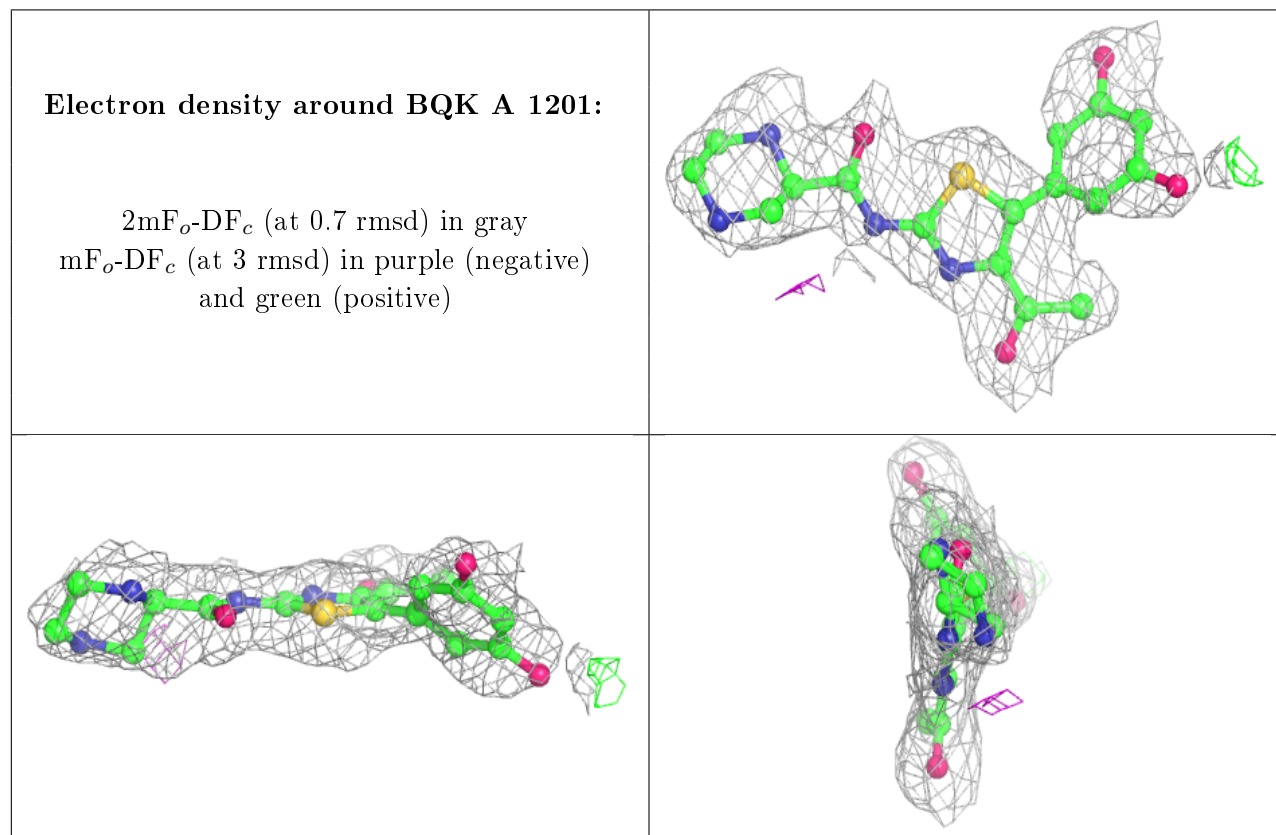 Electron density around BQK A 1201:
2mFo-DFc (at 0.7 rmsd) in gray
mFo-DFc (at 3 rmsd) in purple (negative)
and green (positive)